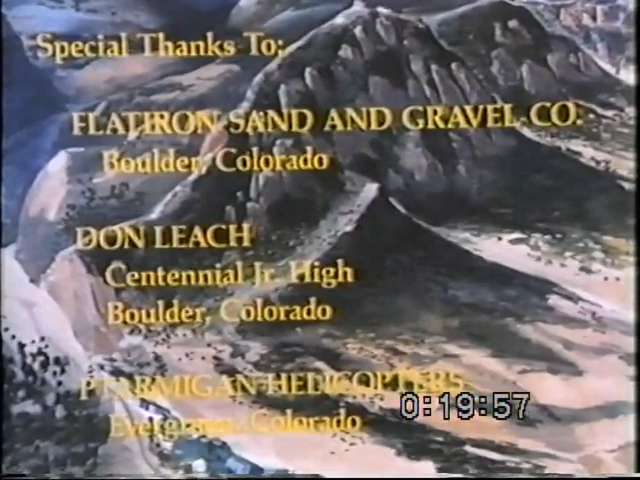 Special Thanks To:
FLATIRON SAND AND GRAVEL CO.
Boulder, Colorado
DON LEACH
Centennial Jr. High
Boulder, Colorado
PTARMIGAN HELICOPTERS
Evergreen, Colorado
0:19:57